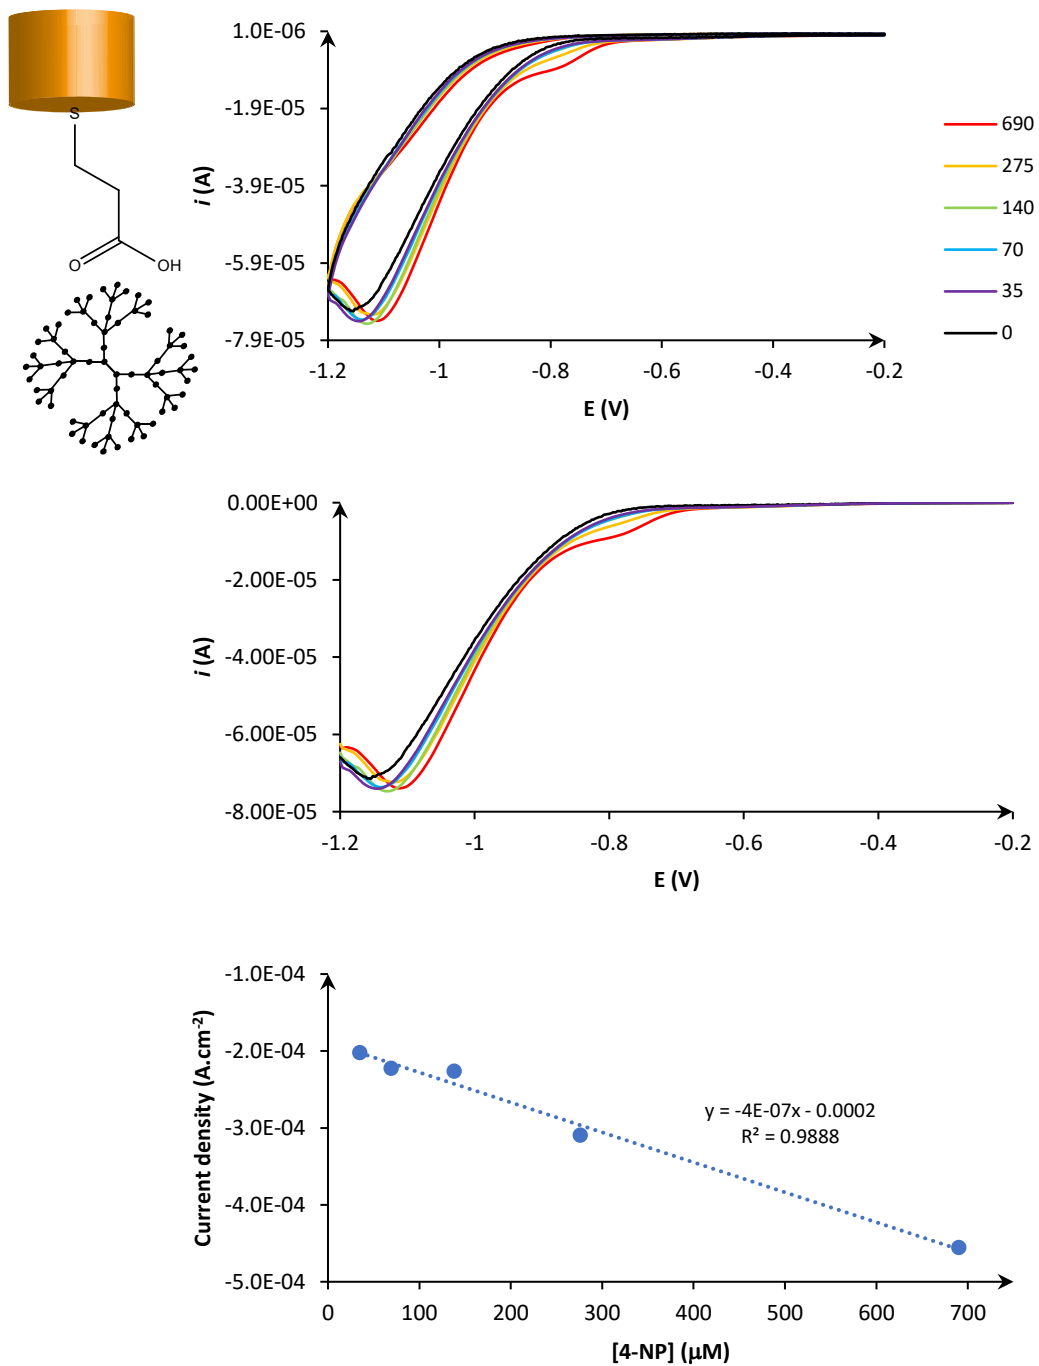 S
O
OH
1.0E-06
-1.9E-05
-3.9E-05
-5.9E-05
-7.9E-05
i (A)
-1.2
-1
-0.8
-0.6
-0.4
-0.2
E (V)
690
275
140
70
35
0
0.00E+00
-2.00E-05
-4.00E-05
-6.00E-05
-8.00E-05
i (A)
-1.2
-1
-0.8
-0.6
-0.4
-0.2
E (V)
-1.0E-04
-2.0E-04
-3.0E-04
-4.0E-04
-5.0E-04
Current density (A.cm⁻²)
y = -4E-07x - 0.0002
R² = 0.9888
0
100
200
300
400
500
600
700
[4-NP] (μM)